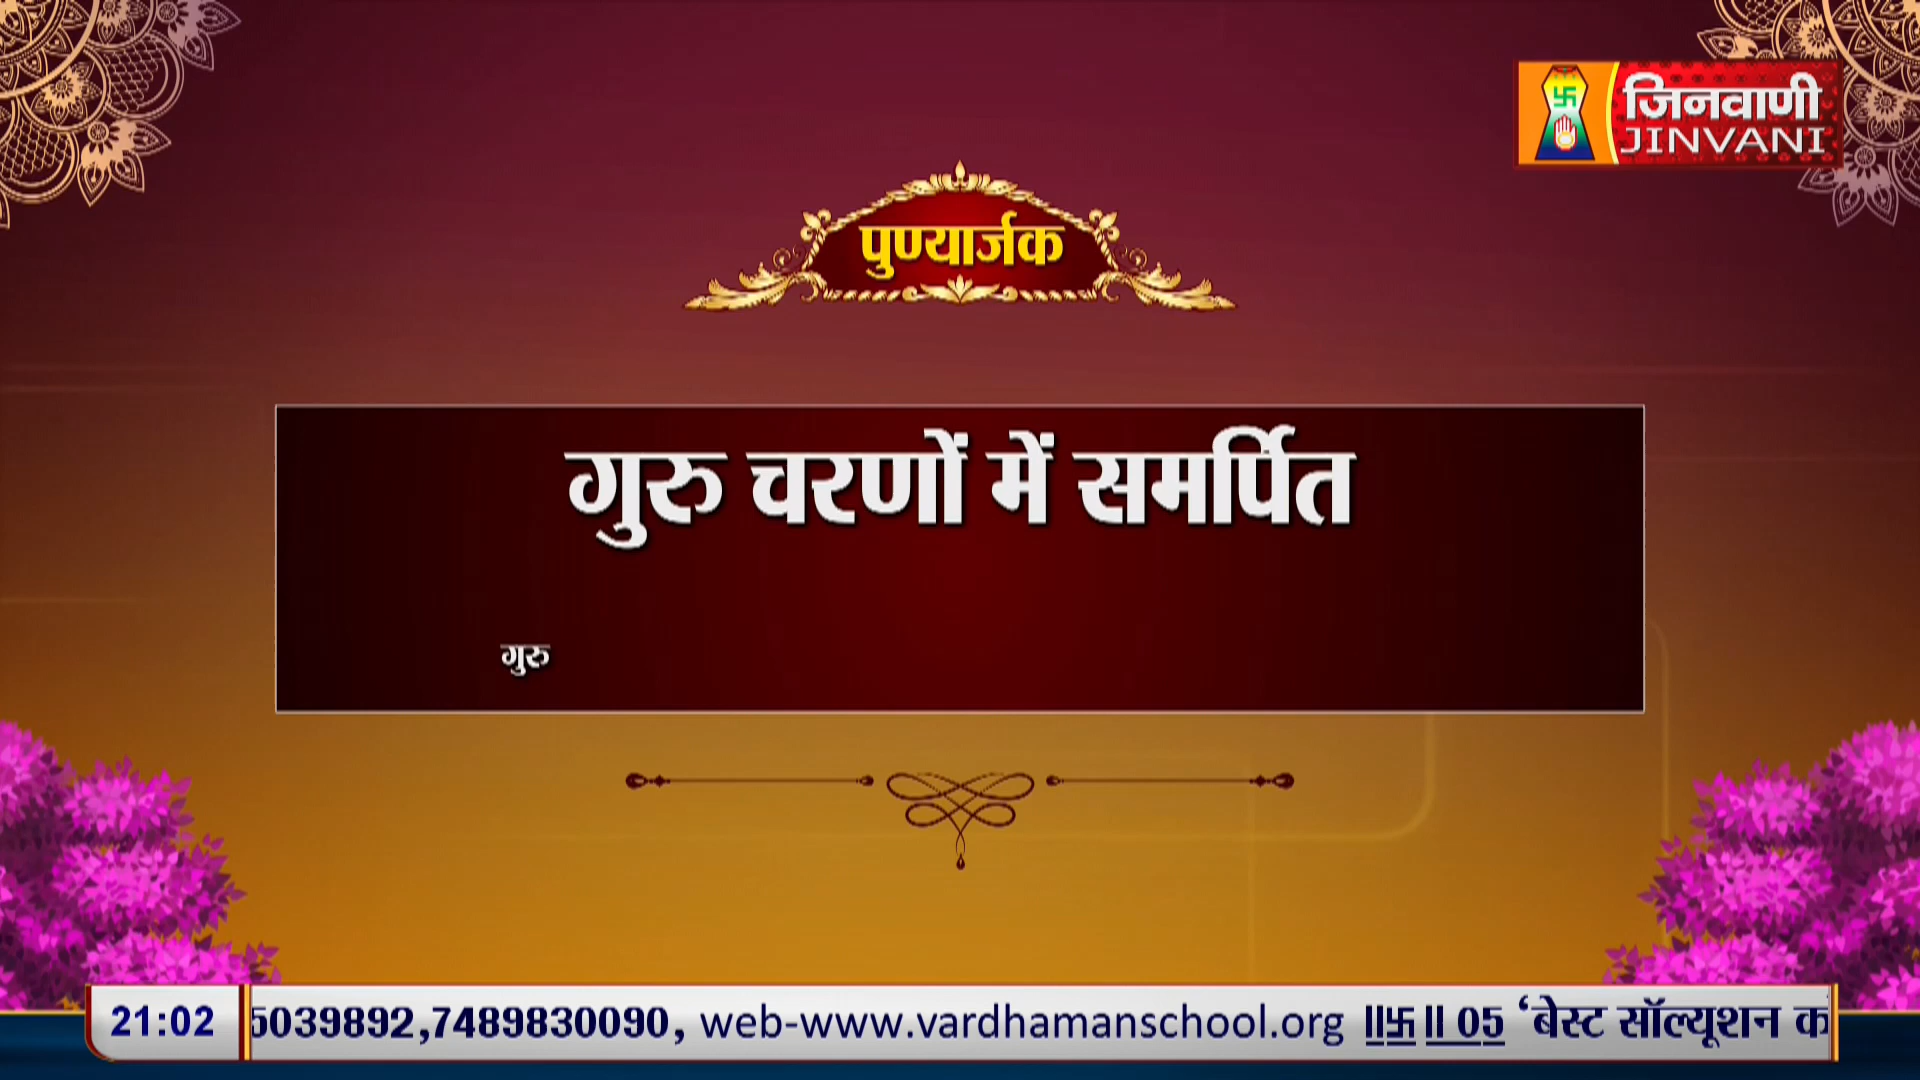 जिनवाणी
JINVANI
पुण्यार्जक
गुरु चरणों में समर्पित
गुरु
21:02
5039892,7489830090, web-www.vardhamanschool.org ||卐|| 05 ‘बेस्ट सॉल्यूशन